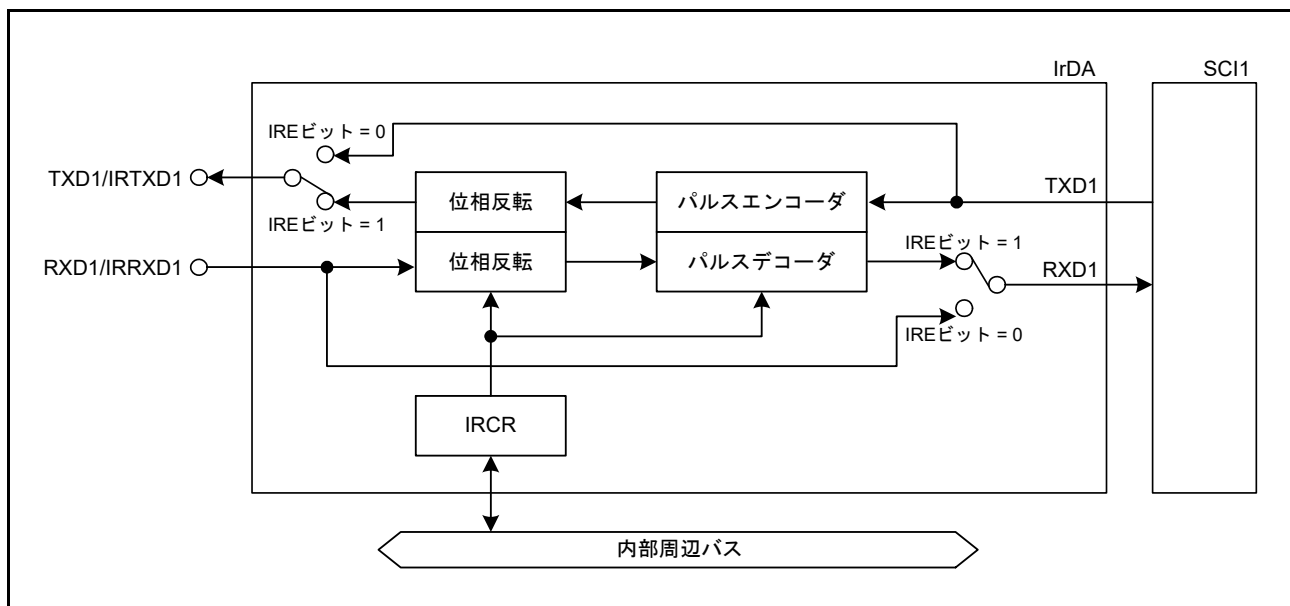 IrDA
SCI1
IREビット = 0
TXD1/IRTXD1
位相反転
パルスエンコーダ
TXD1
IREビット = 1
RXD1/IRRXD1
位相反転
パルスデコーダ
IREビット = 1
RXD1
IREビット = 0
IRCR
内部周辺バス